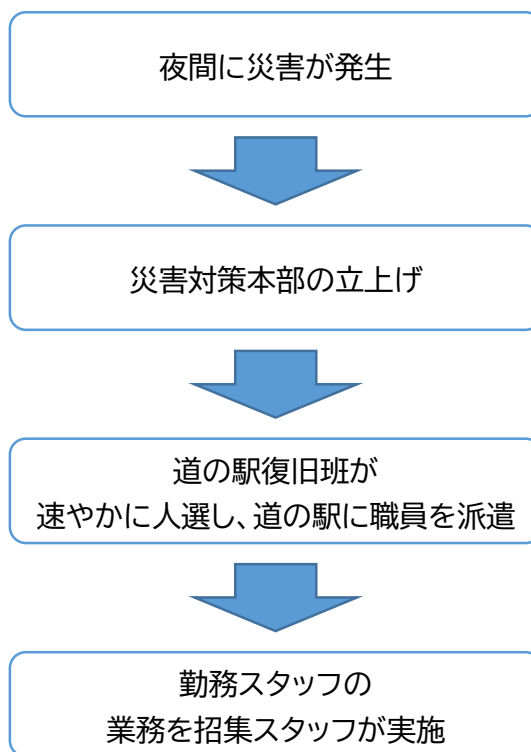 夜間に災害が発生
災害対策本部の立上げ
道の駅復旧班が
速やかに人選し、道の駅に職員を派遣
勤務スタッフの
業務を招集スタッフが実施